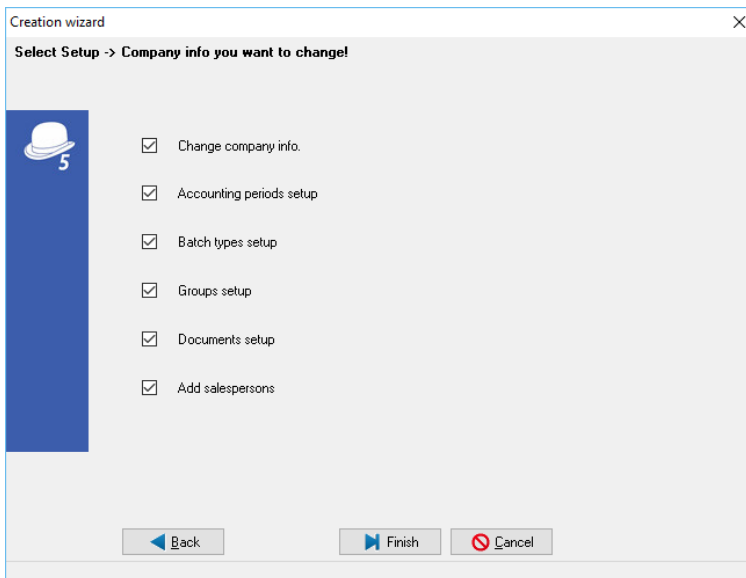 Creation wizard
Select Setup -> Company info you want to change!
5
Change company info.
Accounting periods setup
Batch types setup
Groups setup
Documents setup
Add salespersons
Back
Finish
Cancel